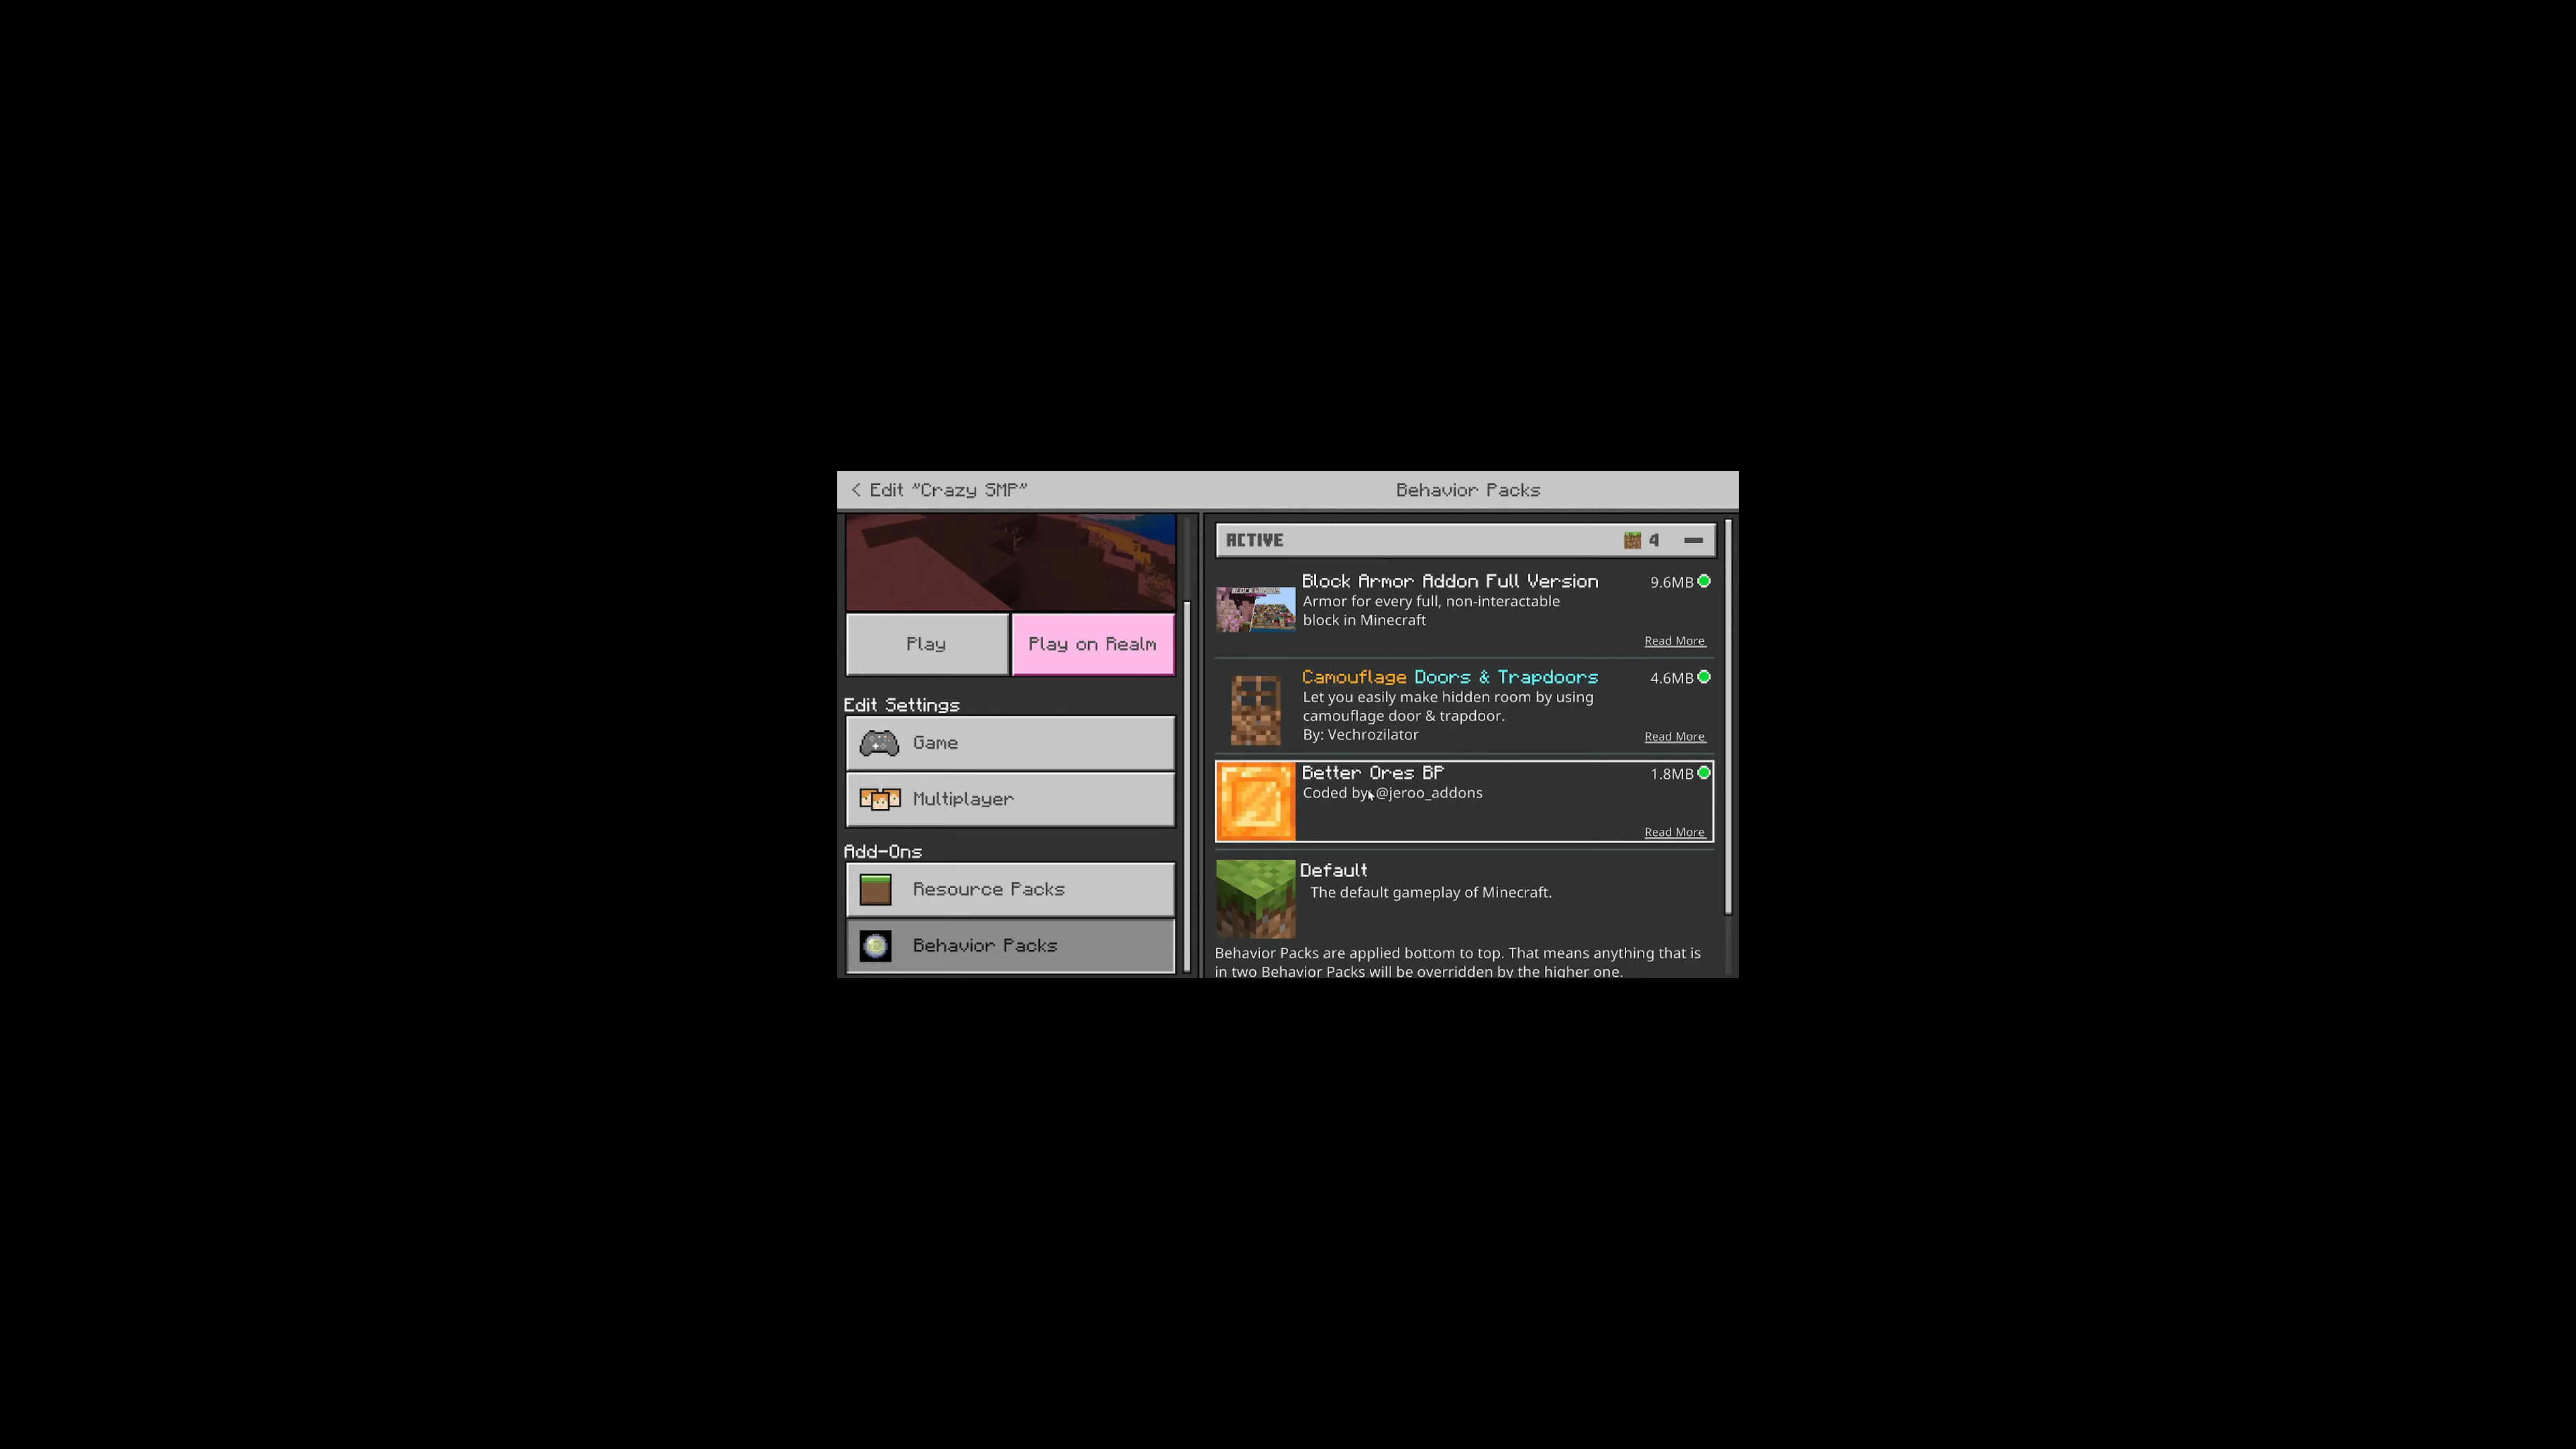 Edit "Crazy SMP"
Behavior Packs
Play
Play on Realm
Edit Settings
Game
Multiplayer
Add-Ons
Resource Packs
Behavior Packs
ACTIVE
4
Block Armor Addon Full Version
9.6MB
Armor for every full, non-interactable
block in Minecraft
Read More
Camouflage Doors & Trapdoors
4.6MB
Let you easily make hidden room by using
camouflage door & trapdoor.
By: Vechrozilator
Read More
Better Ores BP
1.8MB
Coded by: @jeroo_addons
Read More
Default
The default gameplay of Minecraft.
Behavior Packs are applied bottom to top. That means anything that is
in two Behavior Packs will be overridden by the higher one.